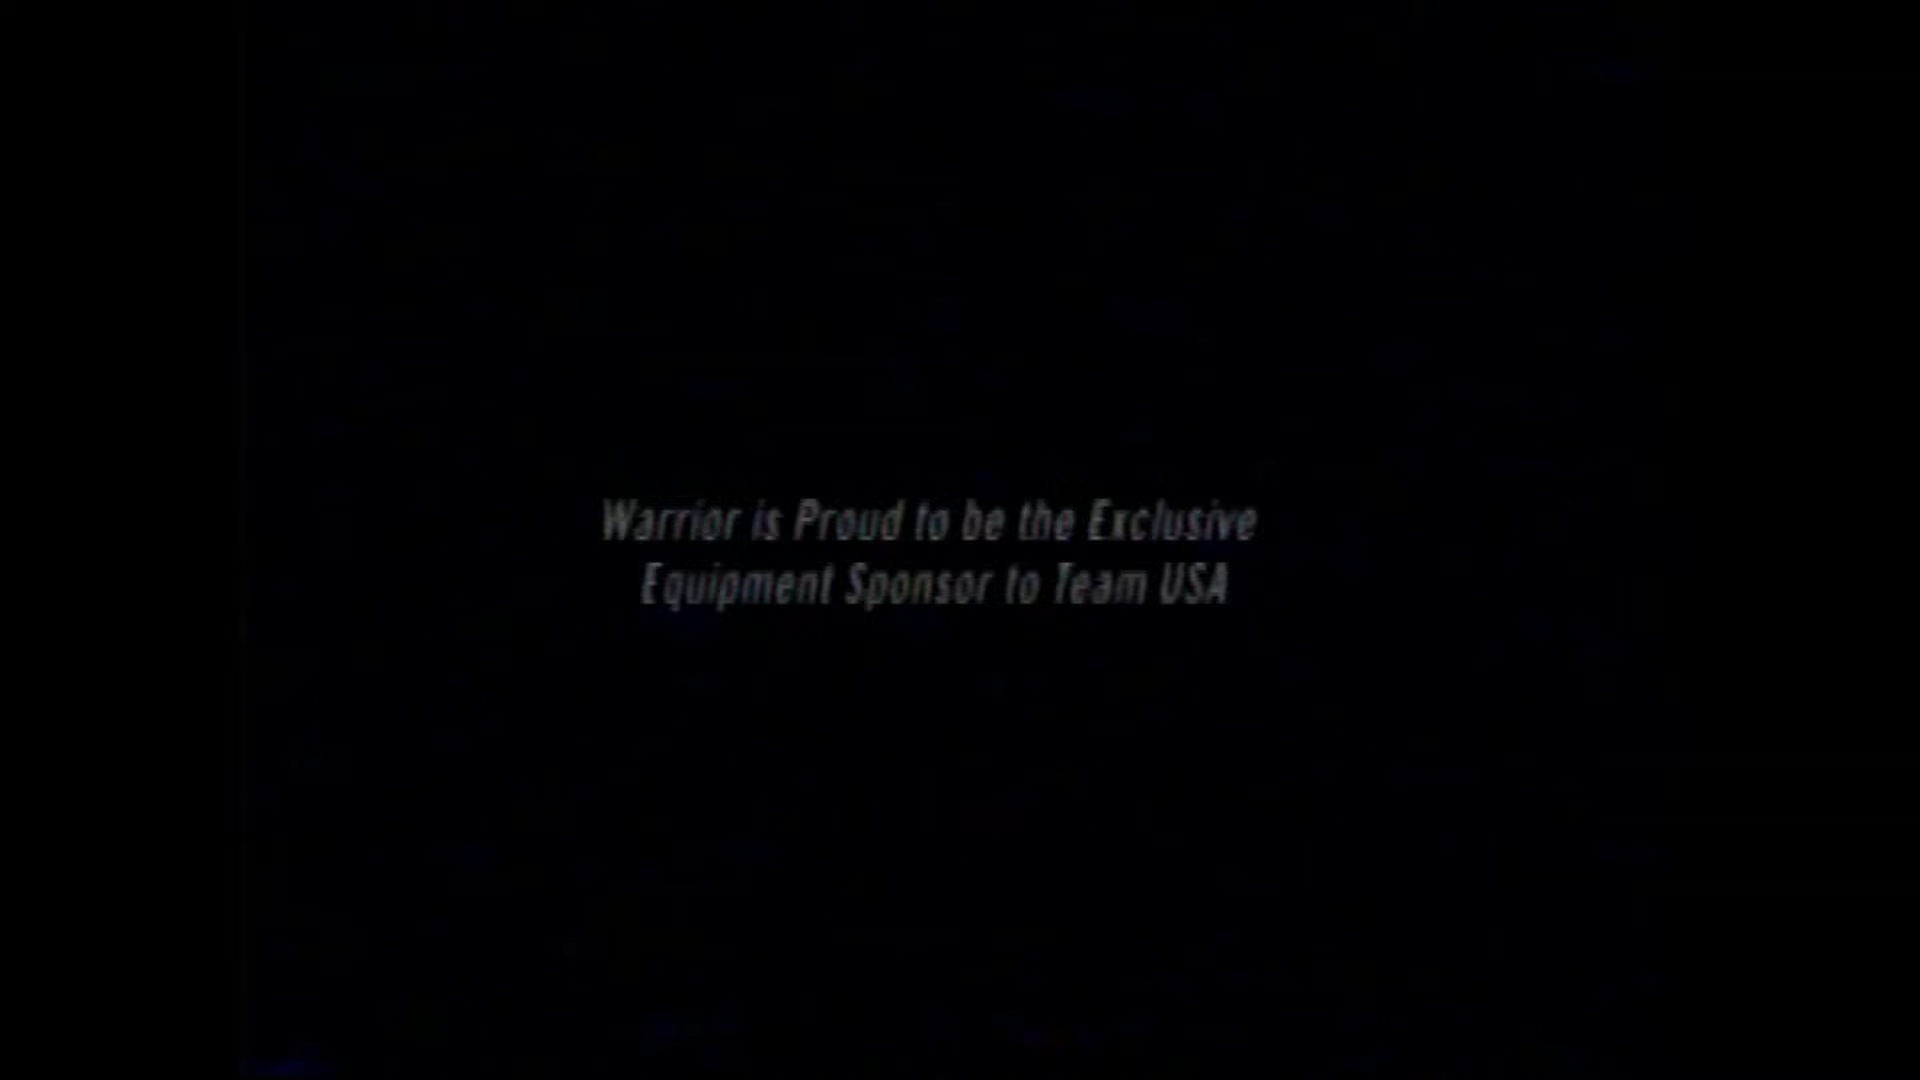 Warrior is Proud to be the Exclusive
Equipment Sponsor to Team USA